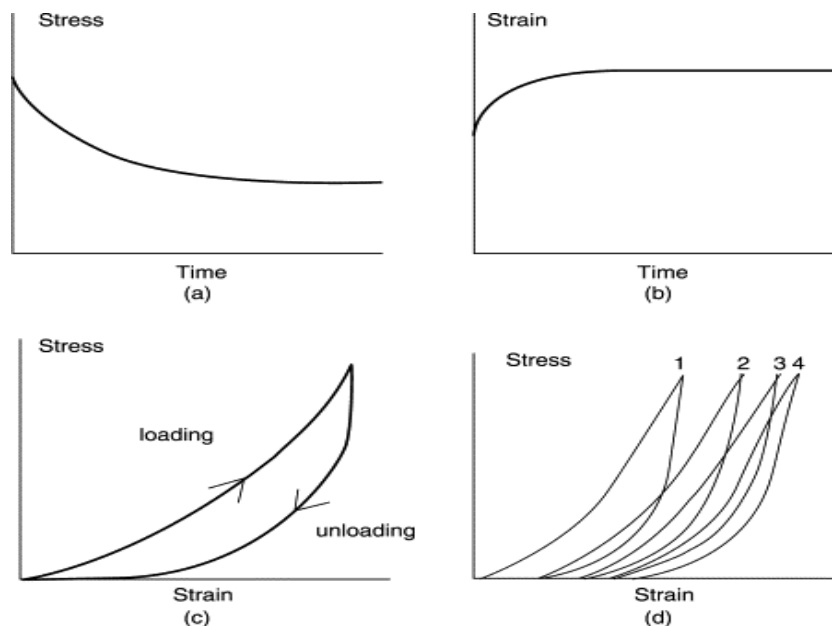 Stress
Time
(a)
Strain
Time
(b)
Stress
loading
unloading
Strain
(c)
Stress
1 2 3 4
Strain
(d)